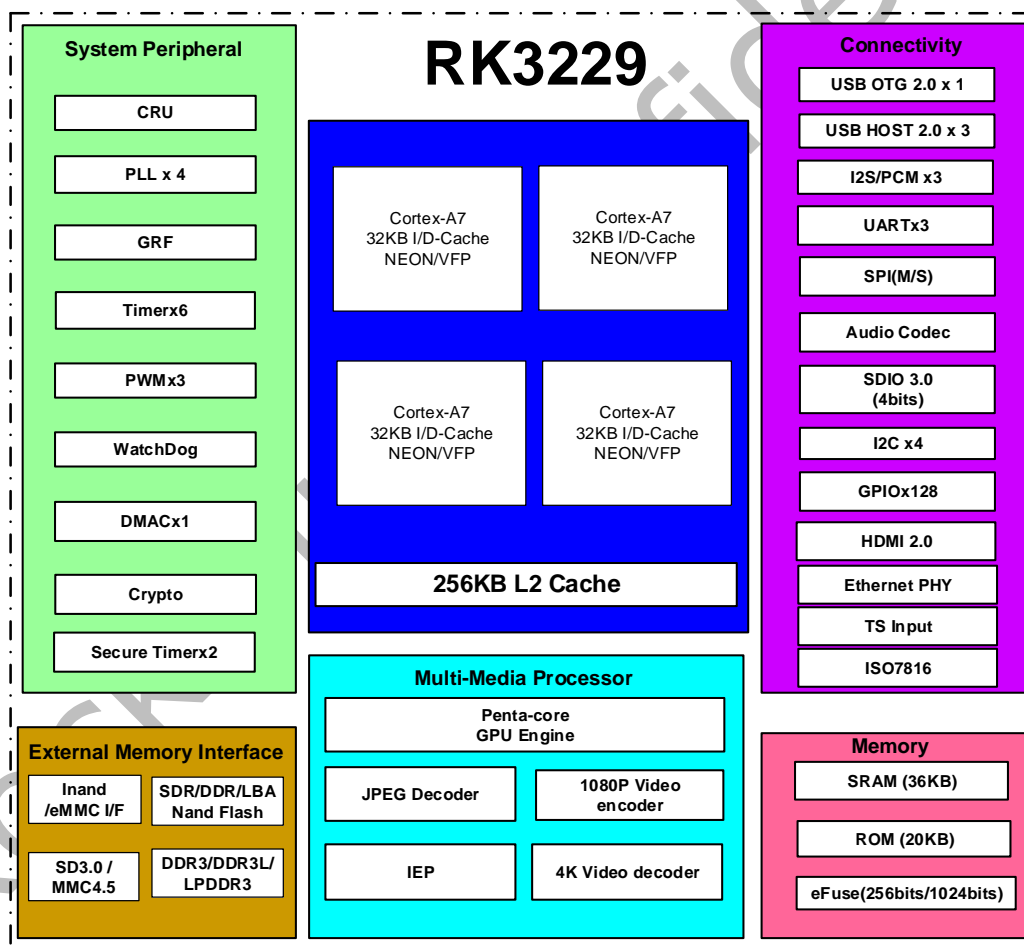 System Peripheral
CRU
PLL x 4
GRF
Timerx6
PWMx3
WatchDog
DMACx1
Crypto
Secure Timerx2
RK3229
Cortex-A7
32KB I/D-Cache
NEON/VFP
Cortex-A7
32KB I/D-Cache
NEON/VFP
Cortex-A7
32KB I/D-Cache
NEON/VFP
Cortex-A7
32KB I/D-Cache
NEON/VFP
256KB L2 Cache
Connectivity
USB OTG 2.0 x 1
USB HOST 2.0 x 3
I2S/PCM x3
UARTx3
SPI(M/S)
Audio Codec
SDIO 3.0
(4bits)
I2C x4
GPIOx128
HDMI 2.0
Ethernet PHY
TS Input
ISO7816
External Memory Interface
Inand
/eMMC I/F
SDR/DDR/LBA
Nand Flash
SD3.0 /
MMC4.5
DDR3/DDR3L/
LPDDR3
Multi-Media Processor
Penta-core
GPU Engine
JPEG Decoder
1080P Video
encoder
IEP
4K Video decoder
Memory
SRAM (36KB)
ROM (20KB)
eFuse(256bits/1024bits)